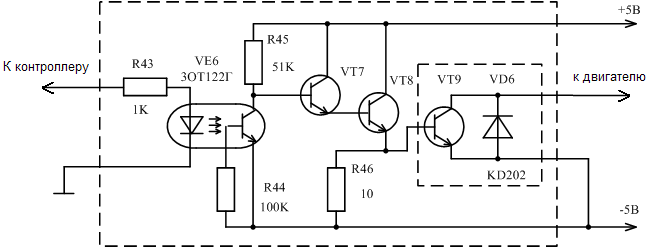 +5В
К контроллеру
R43
1K
VE6
3ОТ122Г
R45
51K
VT7
VT8
VT9
VD6
к двигателю
R44
100K
R46
10
KD202
-5В